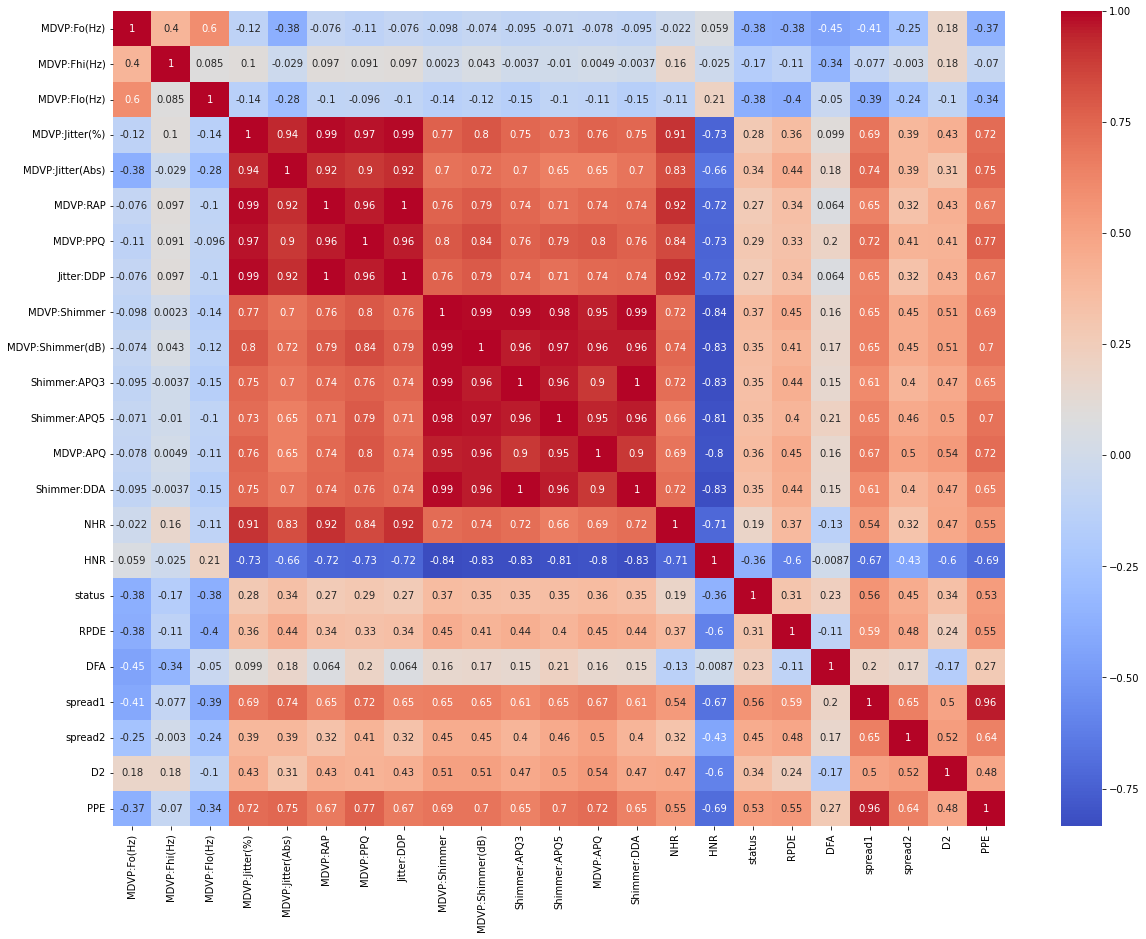 MDVP:Fo(Hz) 1 0.4 0.6 -0.12 -0.38 -0.076 -0.11 -0.076 -0.098 -0.074 -0.095 -0.071 -0.078 -0.095 -0.022 0.059 -0.38 -0.38 -0.45 -0.41 -0.25 0.18 -0.37
MDVP:Fhi(Hz) 0.4 1 0.085 0.1 -0.029 0.097 0.091 0.097 0.0023 0.043 -0.0037 -0.01 0.0049 -0.0037 0.16 -0.025 -0.17 -0.11 -0.34 -0.077 -0.003 0.18 -0.07
MDVP:Flo(Hz) 0.6 0.085 1 -0.14 -0.28 -0.1 -0.096 -0.1 -0.14 -0.12 -0.15 -0.1 -0.11 -0.15 -0.11 0.21 -0.38 -0.4 -0.05 -0.39 -0.24 -0.1 -0.34
MDVP:Jitter(%) -0.12 0.1 -0.14 1 0.94 0.99 0.97 0.99 0.77 0.8 0.75 0.73 0.76 0.75 0.91 -0.73 0.28 0.36 0.099 0.69 0.39 0.43 0.72
MDVP:Jitter(Abs) -0.38 -0.029 -0.28 0.94 1 0.92 0.9 0.92 0.7 0.72 0.7 0.65 0.65 0.7 0.83 -0.66 0.34 0.44 0.18 0.74 0.39 0.31 0.75
MDVP:RAP -0.076 0.097 -0.1 0.99 0.92 1 0.96 1 0.76 0.79 0.74 0.71 0.74 0.74 0.92 -0.72 0.27 0.34 0.064 0.65 0.32 0.43 0.67
MDVP:PPQ -0.11 0.091 -0.096 0.97 0.9 0.96 1 0.96 0.8 0.84 0.76 0.79 0.8 0.76 0.84 -0.73 0.29 0.33 0.2 0.72 0.41 0.41 0.77
Jitter:DDP -0.076 0.097 -0.1 0.99 0.92 1 0.96 1 0.76 0.79 0.74 0.71 0.74 0.74 0.92 -0.72 0.27 0.34 0.064 0.65 0.32 0.43 0.67
MDVP:Shimmer -0.098 0.0023 -0.14 0.77 0.7 0.76 0.8 0.76 1 0.99 0.99 0.98 0.95 0.99 0.72 -0.84 0.37 0.45 0.16 0.65 0.45 0.51 0.69
MDVP:Shimmer(dB) -0.074 0.043 -0.12 0.8 0.72 0.79 0.84 0.79 0.99 1 0.96 0.97 0.96 0.96 0.74 -0.83 0.35 0.41 0.17 0.65 0.45 0.51 0.7
Shimmer:APQ3 -0.095 -0.0037 -0.15 0.75 0.7 0.74 0.76 0.74 0.99 0.96 1 0.96 0.9 1 0.72 -0.83 0.35 0.44 0.15 0.61 0.4 0.47 0.65
Shimmer:APQ5 -0.071 -0.01 -0.1 0.73 0.65 0.71 0.79 0.71 0.98 0.97 0.96 1 0.95 0.96 0.66 -0.81 0.35 0.4 0.21 0.65 0.46 0.5 0.7
MDVP:APQ -0.078 0.0049 -0.11 0.76 0.65 0.74 0.8 0.74 0.95 0.96 0.9 0.95 1 0.9 0.69 -0.8 0.36 0.45 0.16 0.67 0.5 0.54 0.72
Shimmer:DDA -0.095 -0.0037 -0.15 0.75 0.7 0.74 0.76 0.74 0.99 0.96 1 0.96 0.9 1 0.72 -0.83 0.35 0.44 0.15 0.61 0.4 0.47 0.65
NHR -0.022 0.16 -0.11 0.91 0.83 0.92 0.84 0.92 0.72 0.74 0.72 0.66 0.69 0.72 1 -0.71 0.19 0.37 -0.13 0.54 0.32 0.47 0.55
HNR 0.059 -0.025 0.21 -0.73 -0.66 -0.72 -0.73 -0.72 -0.84 -0.83 -0.83 -0.81 -0.8 -0.83 -0.71 1 -0.36 -0.6 -0.0087 -0.67 -0.43 -0.6 -0.69
status -0.38 -0.17 -0.38 0.28 0.34 0.27 0.29 0.27 0.37 0.35 0.35 0.35 0.36 0.35 0.19 -0.36 1 0.31 0.23 0.56 0.45 0.34 0.53
RPDE -0.38 -0.11 -0.4 0.36 0.44 0.34 0.33 0.34 0.45 0.41 0.44 0.4 0.45 0.44 0.37 -0.6 0.31 1 -0.11 0.59 0.48 0.24 0.55
DFA -0.45 -0.34 -0.05 0.099 0.18 0.064 0.2 0.064 0.16 0.17 0.15 0.21 0.16 0.15 -0.13 -0.0087 0.23 -0.11 1 0.2 0.17 -0.17 0.27
spread1 -0.41 -0.077 -0.39 0.69 0.74 0.65 0.72 0.65 0.65 0.65 0.61 0.65 0.67 0.61 0.54 -0.67 0.56 0.59 0.2 1 0.65 0.5 0.96
spread2 -0.25 -0.003 -0.24 0.39 0.39 0.32 0.41 0.32 0.45 0.45 0.4 0.46 0.5 0.4 0.32 -0.43 0.45 0.48 0.17 0.65 1 0.52 0.64
D2 0.18 0.18 -0.1 0.43 0.31 0.43 0.41 0.43 0.51 0.51 0.47 0.5 0.54 0.47 0.47 -0.6 0.34 0.24 -0.17 0.5 0.52 1 0.48
PPE -0.37 -0.07 -0.34 0.72 0.75 0.67 0.77 0.67 0.69 0.7 0.65 0.7 0.72 0.65 0.55 -0.69 0.53 0.55 0.27 0.96 0.64 0.48 1
MDVP:Fo(Hz)
MDVP:Fhi(Hz)
MDVP:Flo(Hz)
MDVP:Jitter(%)
MDVP:Jitter(Abs)
MDVP:RAP
MDVP:PPQ
Jitter:DDP
MDVP:Shimmer
MDVP:Shimmer(dB)
Shimmer:APQ3
Shimmer:APQ5
MDVP:APQ
Shimmer:DDA
NHR
HNR
status
RPDE
DFA
spread1
spread2
D2
PPE
1.00
0.75
0.50
0.25
0.00
−0.25
−0.50
−0.75